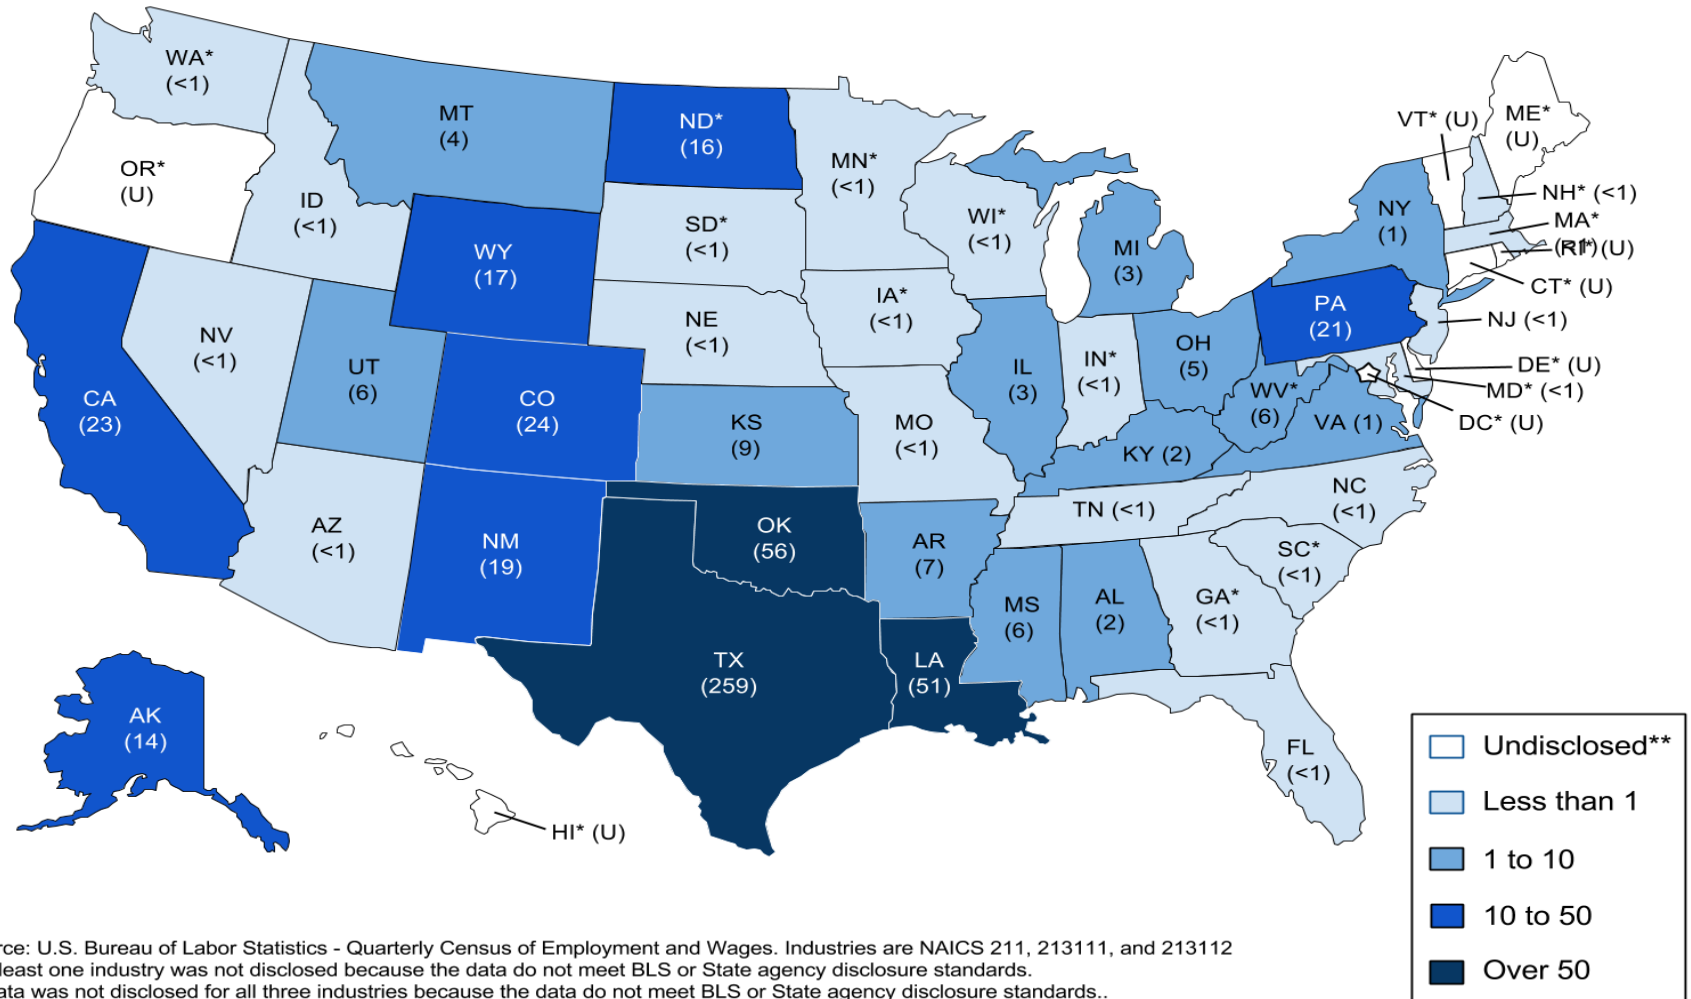 WA*
(<1)
OR*
(U)
CA
(23)
ID
(<1)
NV
(<1)
MT
(4)
WY
(17)
UT
(6)
AZ
(<1)
CO
(24)
NM
(19)
ND*
(16)
SD*
(<1)
NE
(<1)
KS
(9)
OK
(56)
TX
(259)
MN*
(<1)
IA*
(<1)
MO
(<1)
AR
(7)
LA
(51)
WI*
(<1)
IL
(3)
MI
(3)
IN*
(<1)
OH
(5)
KY (2)
TN (<1)
MS
(6)
AL
(2)
GA*
(<1)
FL
(<1)
SC*
(<1)
NC
(<1)
VA (1)
WV*
(6)
PA
(21)
NY
(1)
VT* (U)
ME*
(U)
NH* (<1)
MA*
(<1)
RI* (U)
CT* (U)
NJ (<1)
DE* (U)
MD* (<1)
DC* (U)
AK
(14)
HI* (U)
Undisclosed**
Less than 1
1 to 10
10 to 50
Over 50
rce: U.S. Bureau of Labor Statistics - Quarterly Census of Employment and Wages. Industries are NAICS 211, 213111, and 213112
least one industry was not disclosed because the data do not meet BLS or State agency disclosure standards.
ata was not disclosed for all three industries because the data do not meet BLS or State agency disclosure standards..